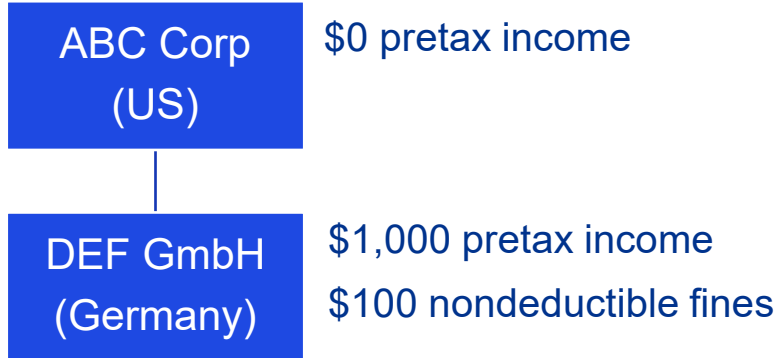 ABC Corp
(US)
$0 pretax income
DEF GmbH
(Germany)
$1,000 pretax income
$100 nondeductible fines